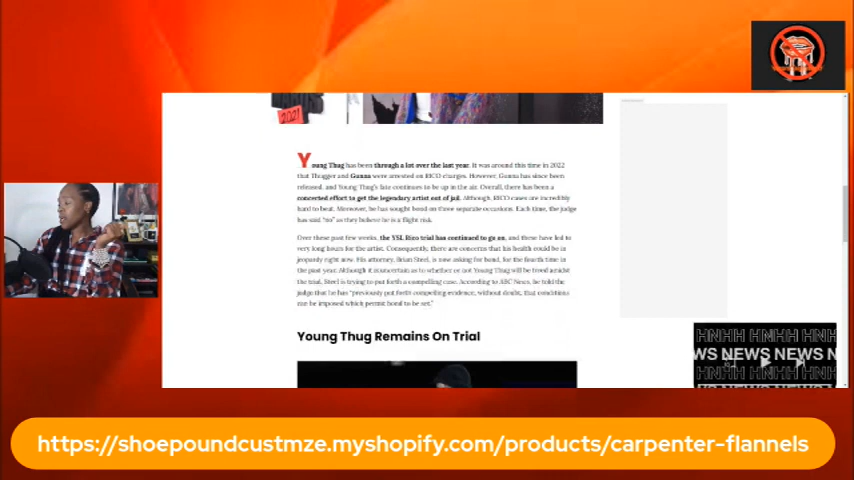 2021
Young Thug has been through a lot over the last year. It was around this time in 2022
that Thugger and Gunna were arrested on RICO charges. However, Gunna has since been
released, and Young Thug's fate continues to be up in the air. Overall, there has been a
concerted effort to get the legendary artist out of jail. Although, RICO cases are incredibly
hard to beat. Moreover, he has sought bond on three separate occasions. Each time, the judge
has said "no" as they believe he is a flight risk.
Over these past few weeks, the YSL Rico trial has continued to go on, and these have led to
very long hours for the artist. Consequently, there are concerns that his health could be in
jeopardy right now. His attorney, Brian Steel, is now asking for bond, for the fourth time in
the past year. Although it is uncertain as to whether or not Young Thug will be freed amidst
the trial, Steel is trying to put forth a compelling case. According to ABC News, he told the
judge that he has "previously put forth compelling evidence, without doubt, that conditions
can be imposed which permit bond to be set."
Young Thug Remains On Trial
HNHH HNHH HNH
WS NEWS NEWS N
HNHH HNHH HNH
https://shoepoundcustmze.myshopify.com/products/carpenter-flannels